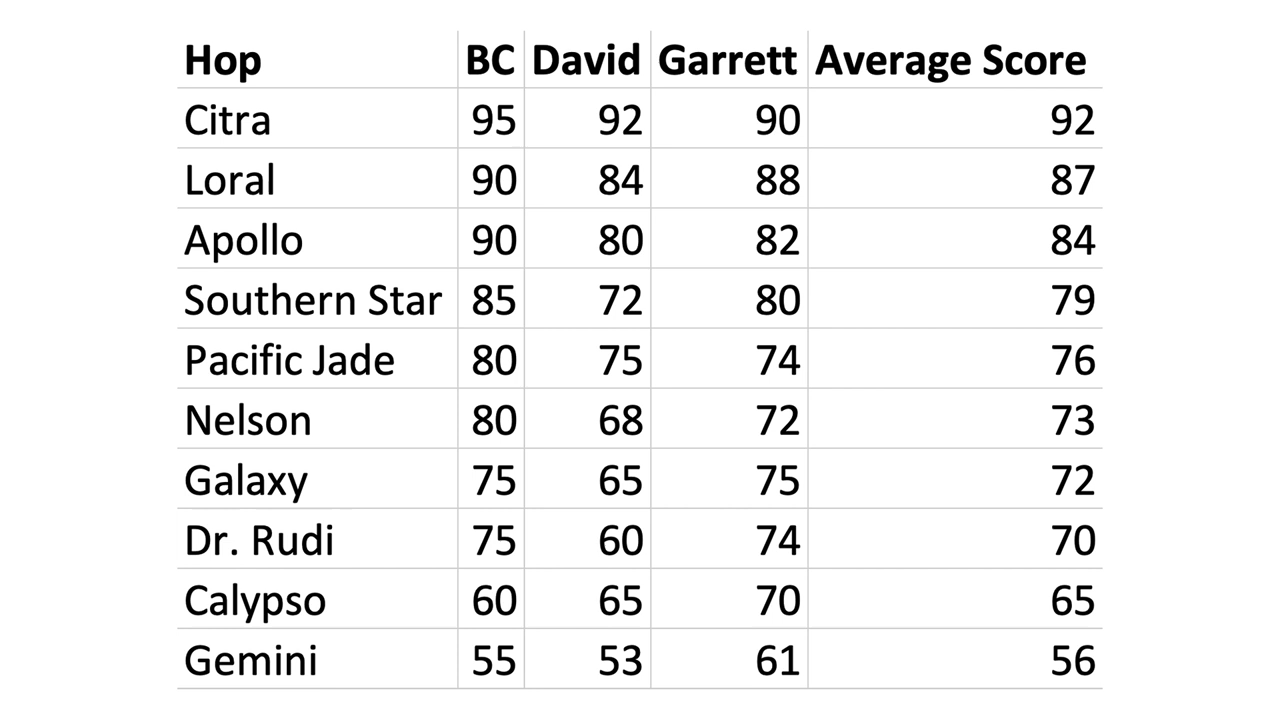 Hop BC David Garrett Average Score
Citra 95 92 90 92
Loral 90 84 88 87
Apollo 90 80 82 84
Southern Star 85 72 80 79
Pacific Jade 80 75 74 76
Nelson 80 68 72 73
Galaxy 75 65 75 72
Dr. Rudi 75 60 74 70
Calypso 60 65 70 65
Gemini 55 53 61 56